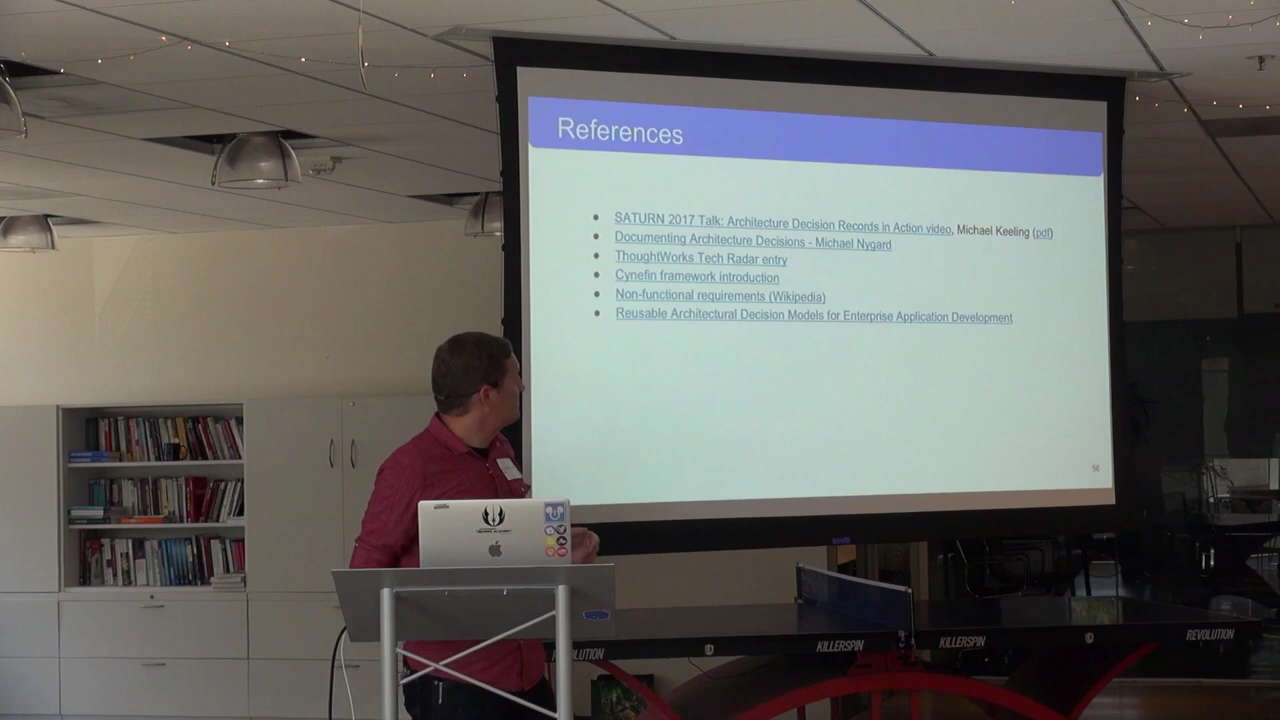 References
SATURN 2017 Talk: Architecture Decision Records in Action video, Michael Keeling (pdf)
Documenting Architecture Decisions - Michael Nygard
ThoughtWorks Tech Radar entry
Cynefin framework introduction
Non-functional requirements (Wikipedia)
Reusable Architectural Decision Models for Enterprise Application Development
56
KILLERSPIN
KILLERSPIN
REVOLUTION